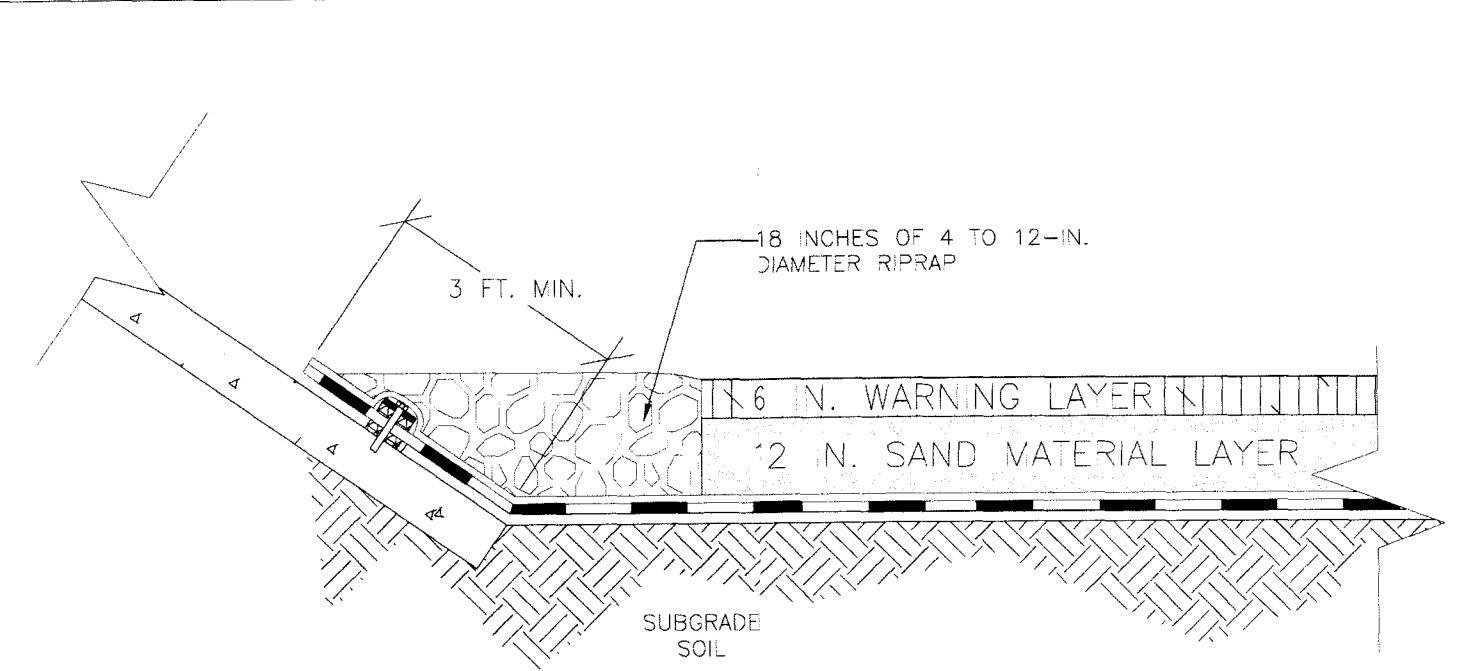 18 INCHES OF 4 TO 12-IN.
DIAMETER RIPRAP
3 FT. MIN.
6 IN. WARNING LAYER
12 IN. SAND MATERIAL LAYER
SUBGRADE
SOIL